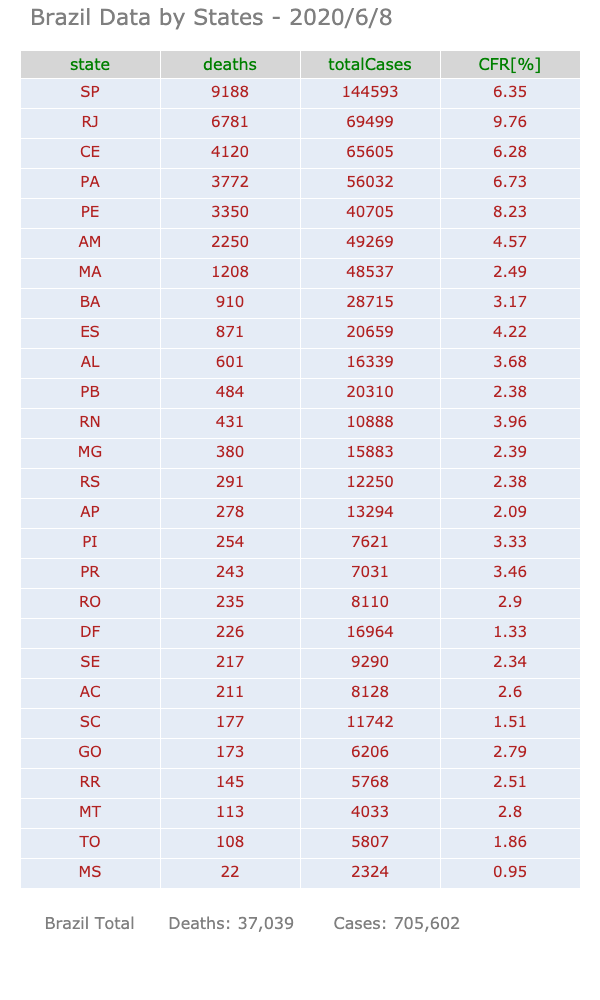 Brazil Data by States - 2020/6/8
state deaths totalCases CFR[%]
SP 9188 144593 6.35
RJ 6781 69499 9.76
CE 4120 65605 6.28
PA 3772 56032 6.73
PE 3350 40705 8.23
AM 2250 49269 4.57
MA 1208 48537 2.49
BA 910 28715 3.17
ES 871 20659 4.22
AL 601 16339 3.68
PB 484 20310 2.38
RN 431 10888 3.96
MG 380 15883 2.39
RS 291 12250 2.38
AP 278 13294 2.09
PI 254 7621 3.33
PR 243 7031 3.46
RO 235 8110 2.9
DF 226 16964 1.33
SE 217 9290 2.34
AC 211 8128 2.6
SC 177 11742 1.51
GO 173 6206 2.79
RR 145 5768 2.51
MT 113 4033 2.8
TO 108 5807 1.86
MS 22 2324 0.95
Brazil Total Deaths: 37,039 Cases: 705,602